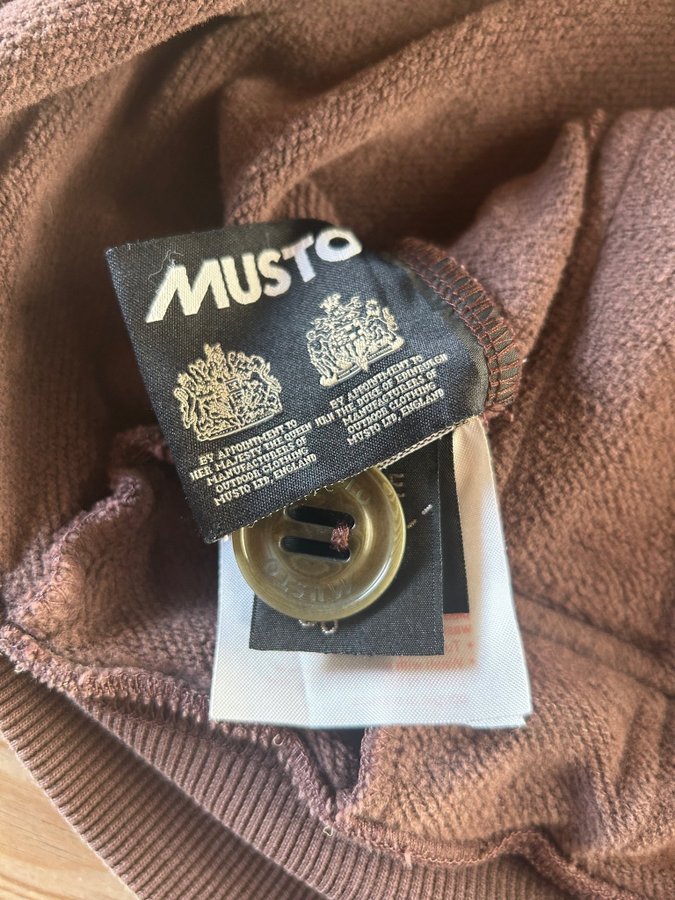 MUSTO
BY APPOINTMENT TO
HER MAJESTY THE QUEEN
MANUFACTURERS OF
OUTDOOR CLOTHING
MUSTO LTD, ENGLAND
BY APPOINTMENT TO
HRH THE DUKE OF EDINBURGH
MANUFACTURERS OF
OUTDOOR CLOTHING
MUSTO LTD, ENGLAND
MUSTO